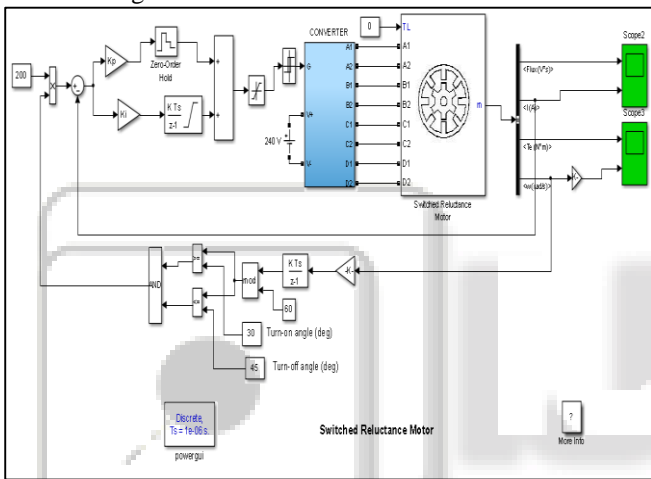 CONVERTER
0
TL
Scope2
200
Kp
Zero-Order
Hold
Ki
K Ts
z-1
+
+
G
V+
V-
240 V
A1
A2
B1
B2
C1
C2
D1
D2
A1
A2
B1
B2
C1
C2
D1
D2
m
Switched Reluctance
Motor
<Flux(V*s)>
<I(A)>
<Te (N*m)>
<w(rad/s)>
Scope3
K-
AND
>=
<=
mod
K Ts
z-1
-K-
60
30
Turn-on angle (deg)
45
Turn-off angle (deg)
Discrete,
Ts = 1e-06 s.
powergui
Switched Reluctance Motor
?
More Info